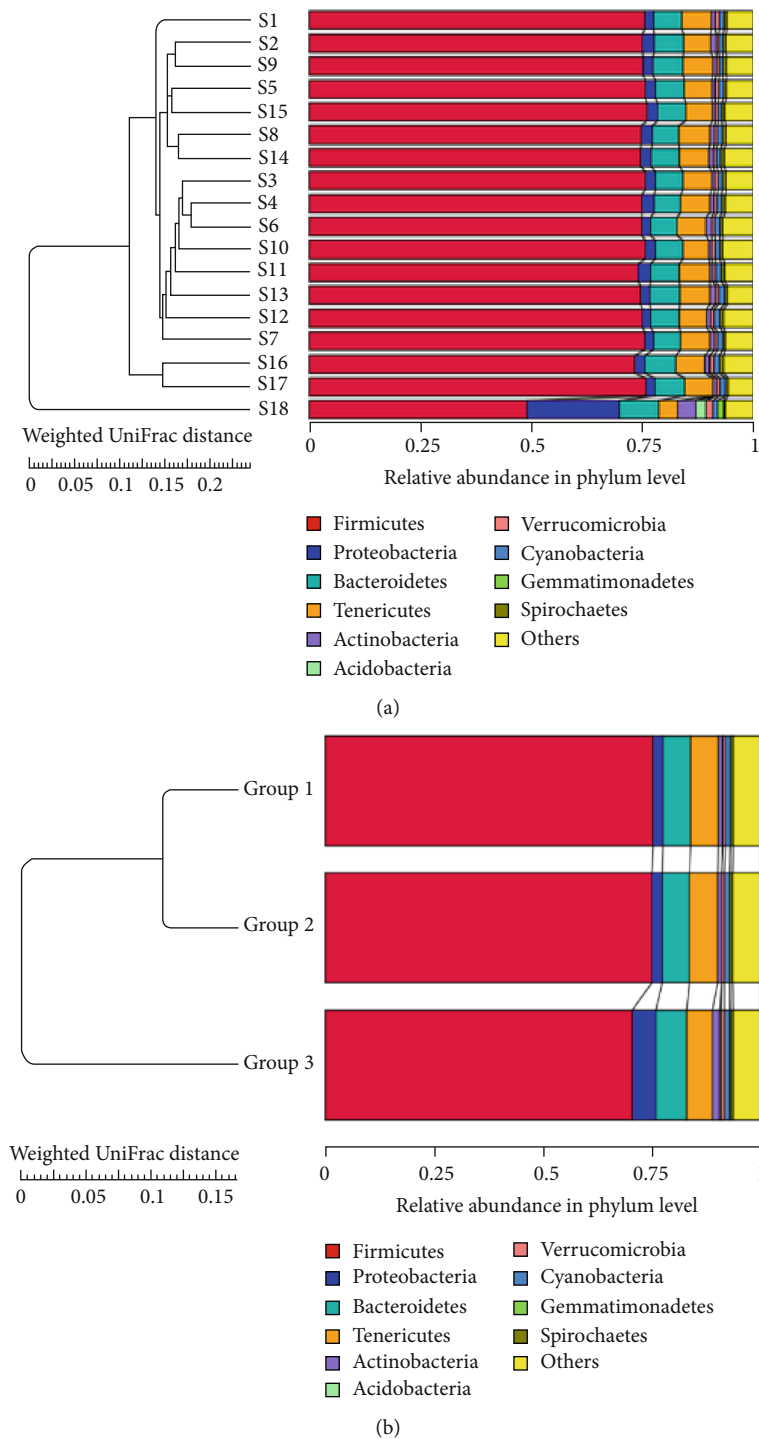 S1
S2
S9
S5
S15
S8
S14
S3
S4
S6
S10
S11
S13
S12
S7
S16
S17
S18
Weighted UniFrac distance
0 0.05 0.1 0.15 0.2
0 0.25 0.5 0.75 1
Relative abundance in phylum level
Firmicutes
Proteobacteria
Bacteroidetes
Tenericutes
Actinobacteria
Acidobacteria
Verrucomicrobia
Cyanobacteria
Gemmatimonadetes
Spirochaetes
Others
(a)
Group 1
Group 2
Group 3
Weighted UniFrac distance
0 0.05 0.1 0.15
0 0.25 0.5 0.75
Relative abundance in phylum level
Firmicutes
Proteobacteria
Bacteroidetes
Tenericutes
Actinobacteria
Acidobacteria
Verrucomicrobia
Cyanobacteria
Gemmatimonadetes
Spirochaetes
Others
(b)